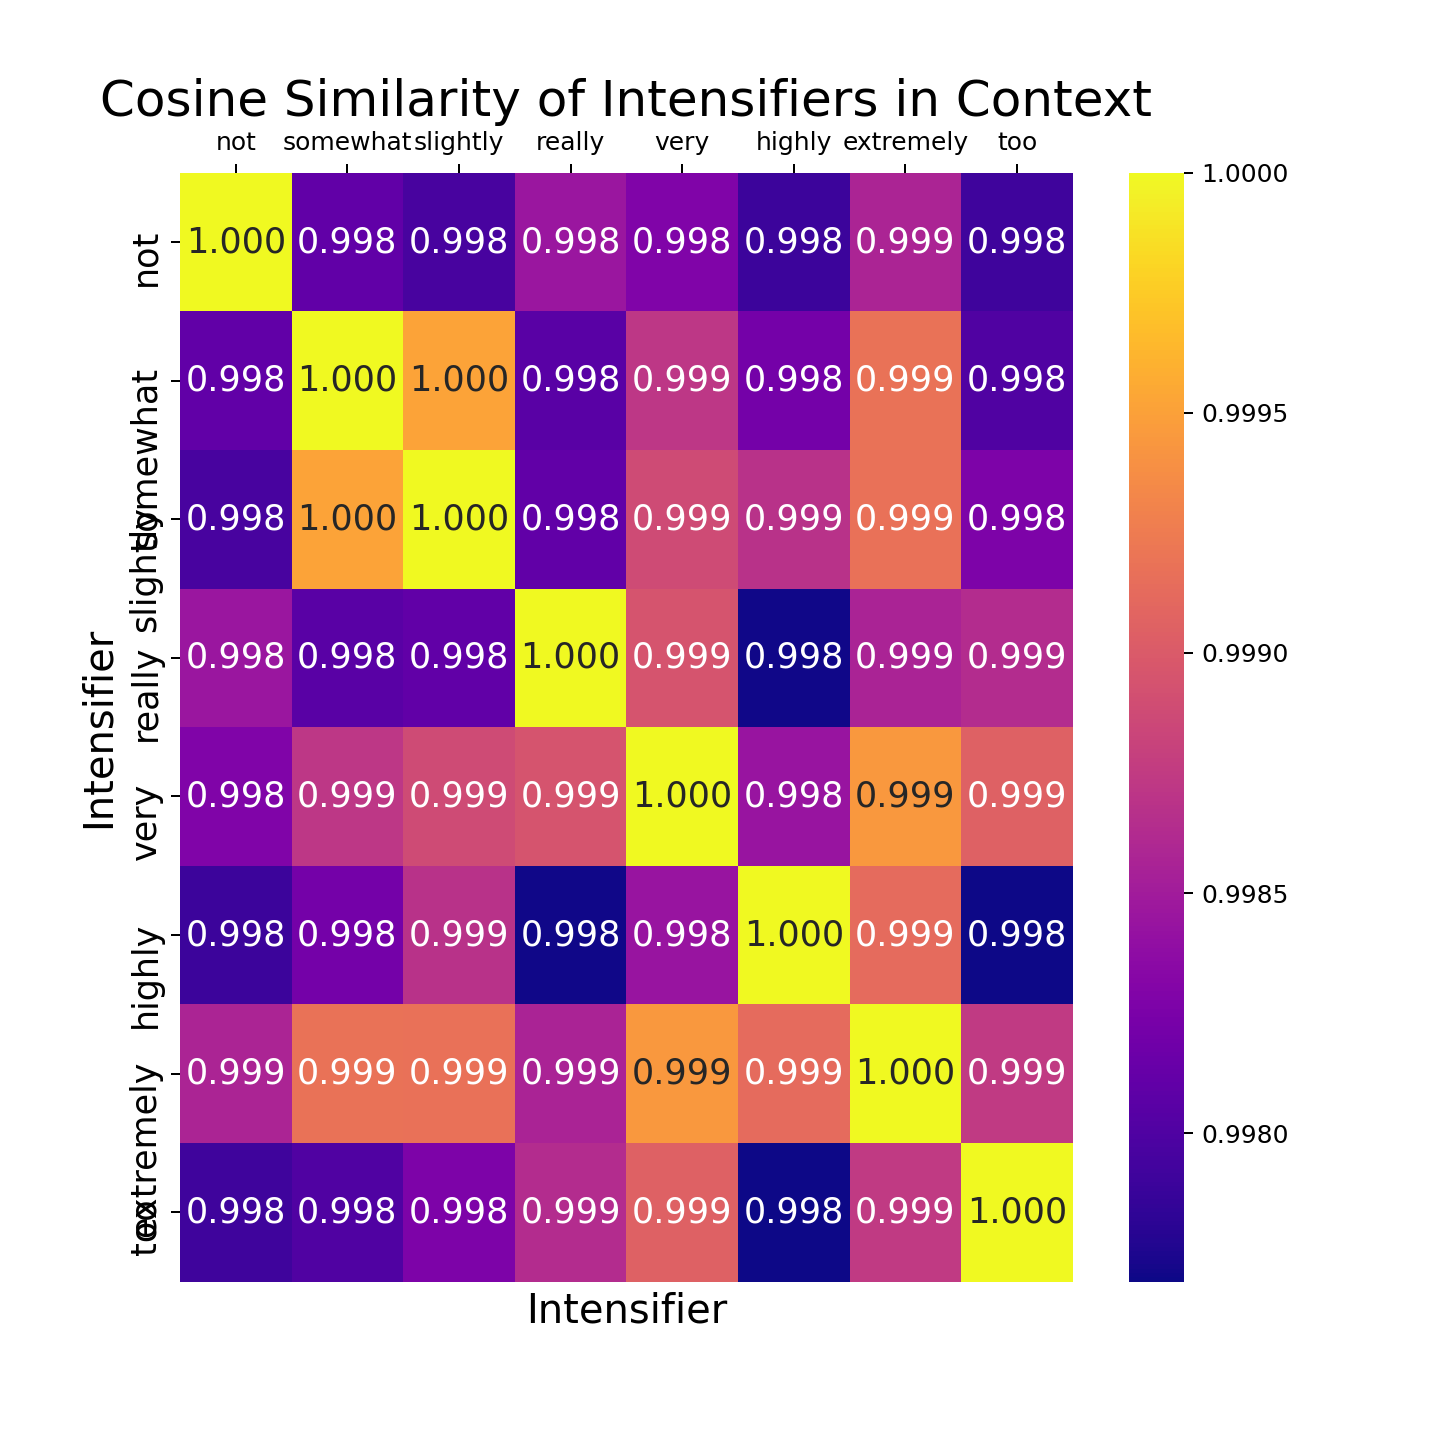 Cosine Similarity of Intensifiers in Context
not somewhat slightly really very highly extremely too
1.0000
not 1.000 0.998 0.998 0.998 0.998 0.998 0.999 0.998
somewhat 0.998 1.000 1.000 0.998 0.999 0.998 0.999 0.998
0.9995
slightly 0.998 1.000 1.000 0.998 0.999 0.999 0.999 0.998
Intensifier
really 0.998 0.998 0.998 1.000 0.999 0.998 0.999 0.999
0.9990
very 0.998 0.999 0.999 0.999 1.000 0.998 0.999 0.999
0.9985
highly 0.998 0.998 0.999 0.998 0.998 1.000 0.999 0.998
extremely 0.999 0.999 0.999 0.999 0.999 0.999 1.000 0.999
0.9980
too 0.998 0.998 0.998 0.999 0.999 0.998 0.999 1.000
Intensifier